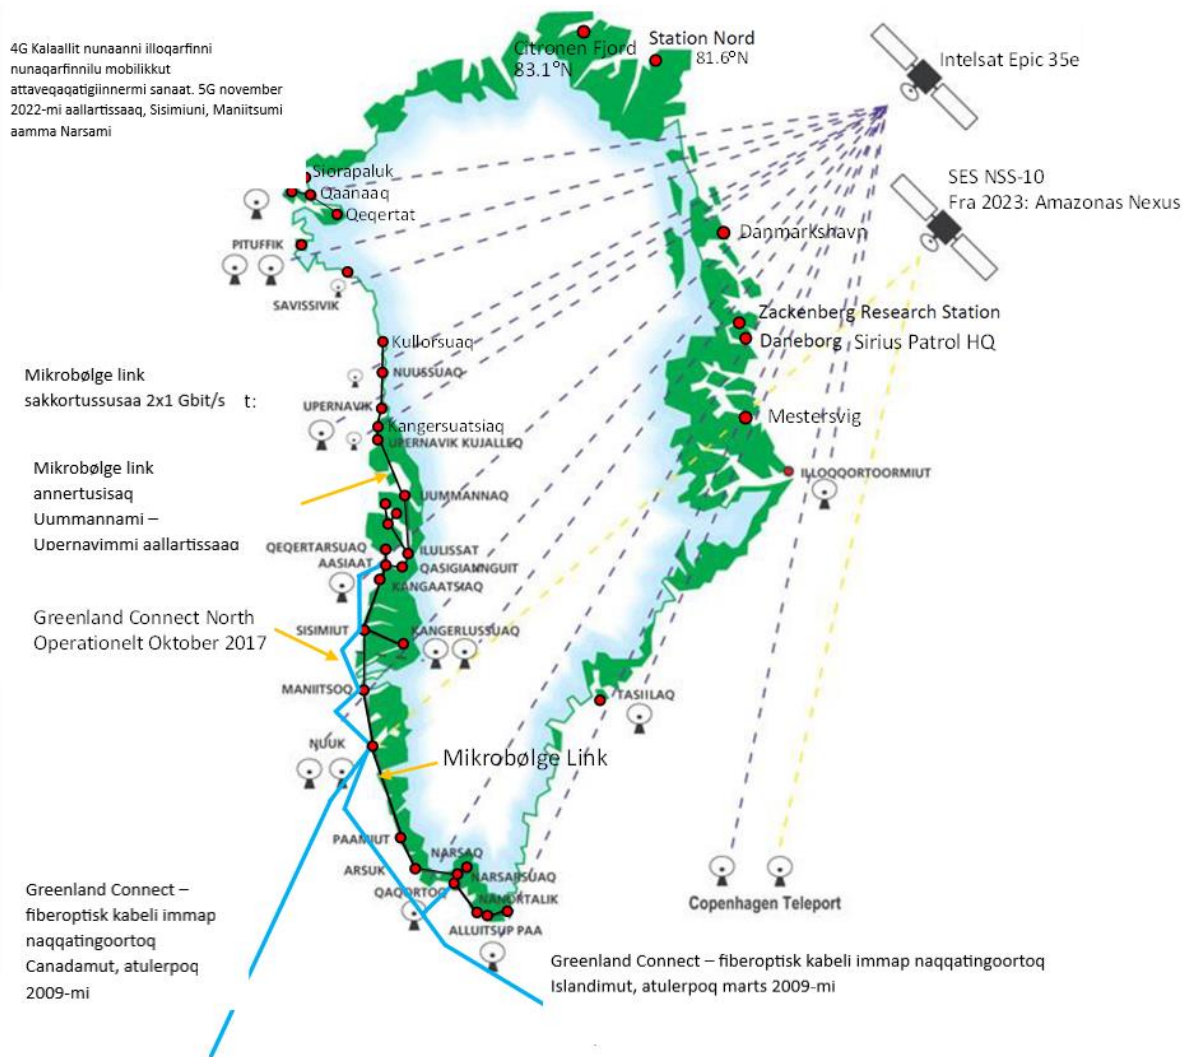 4G Kalaallit nunaanni illoqarfinni
nunaqarfinnilu mobilikkut
attaveqaqatigiinnermi sanaat. 5G november
2022-mi aallartissaaq, Sisimiuni, Maniitsumi
aamma Narsami
Citronen Fjord
83.1°N
Station Nord
81.6°N
Intelsat Epic 35e
SES NSS-10
Fra 2023: Amazonas Nexus
Siorapaluk
Qaanaaq
Qeqertat
PITUFFIK
SAVISSIVIK
Danmarkshavn
Zackenberg Research Station
Daneborg Sirius Patrol HQ
Kullorsuaq
NUUSSUAQ
Mikrobølge link
sakkortussusaa 2x1 Gbit/s t:
UPERNAVIK
Kangersuatsiaq
UPERNAVIK KUJALLEQ
Mestersvig
ILLOQQORTOORMIUT
Mikrobølge link
annertusisaq
Uummannami –
Upernavimmi aallartissaaq
UUMMANNAQ
QEQERTARSUAQ
ILULISSAT
AASIAAT
QASIGIANNGUIT
KANGAATSIAQ
Greenland Connect North
Operationelt Oktober 2017
SISIMIUT
KANGERLUSSUAQ
MANIITSOQ
TASIILAQ
NUUK
Mikrobølge Link
PAAMIUT
ARSUK
NARSAQ
NARSARSUAQ
QAQORTOQ
NANORTALIK
ALLUITSUP PAA
Copenhagen Teleport
Greenland Connect –
fiberoptisk kabeli immap
naqqatingoortoq
Canadamut, atulerpoq
2009-mi
Greenland Connect – fiberoptisk kabeli immap naqqatingoortoq
Islandimut, atulerpoq marts 2009-mi